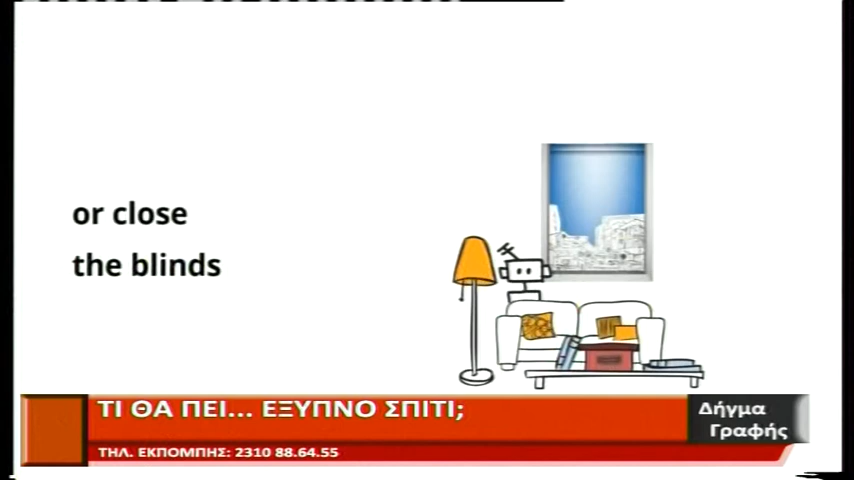 or close
the blinds
ΤΙ ΘΑ ΠΕΙ... ΕΞΥΠΝΟ ΣΠΙΤΙ;
Δήγμα
Γραφής
ΤΗΛ. ΕΚΠΟΜΠΗΣ: 2310 88.64.55